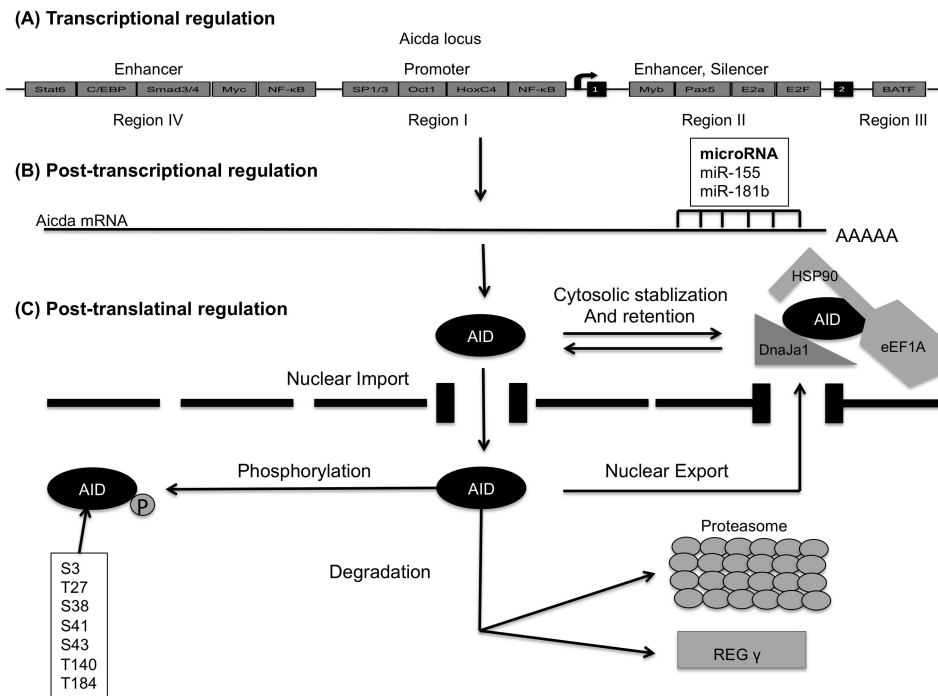 (A) Transcriptional regulation
Aicda locus
Enhancer
Promoter
Enhancer, Silencer
Stat6 C/EBP Smad3/4 Myc NF-κB SP1/3 Oct1 HoxC4 NF-κB 1 Myb Pax5 E2a E2F 2 BATF
Region IV
Region I
Region II
Region III
(B) Post-transcriptional regulation
microRNA
miR-155
miR-181b
Aicda mRNA
AAAAA
(C) Post-translatinal regulation
Cytosolic stablization
And retention
AID
HSP90
AID
DnaJa1
eEF1A
Nuclear Import
Phosphorylation
Nuclear Export
AID
P
AID
S3
T27
S38
S41
S43
T140
T184
Degradation
Proteasome
REG γ